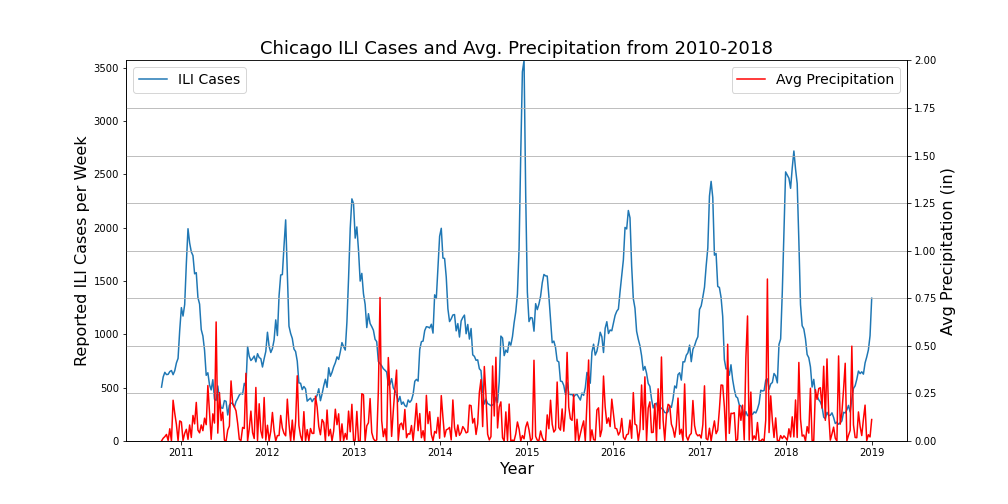 Chicago ILI Cases and Avg. Precipitation from 2010-2018
ILI Cases
Avg Precipitation
Reported ILI Cases per Week
3500
3000
2500
2000
1500
1000
500
0
2.00
1.75
1.50
1.25
1.00
0.75
0.50
0.25
0.00
Avg Precipitation (in)
2011 2012 2013 2014 2015 2016 2017 2018 2019
Year